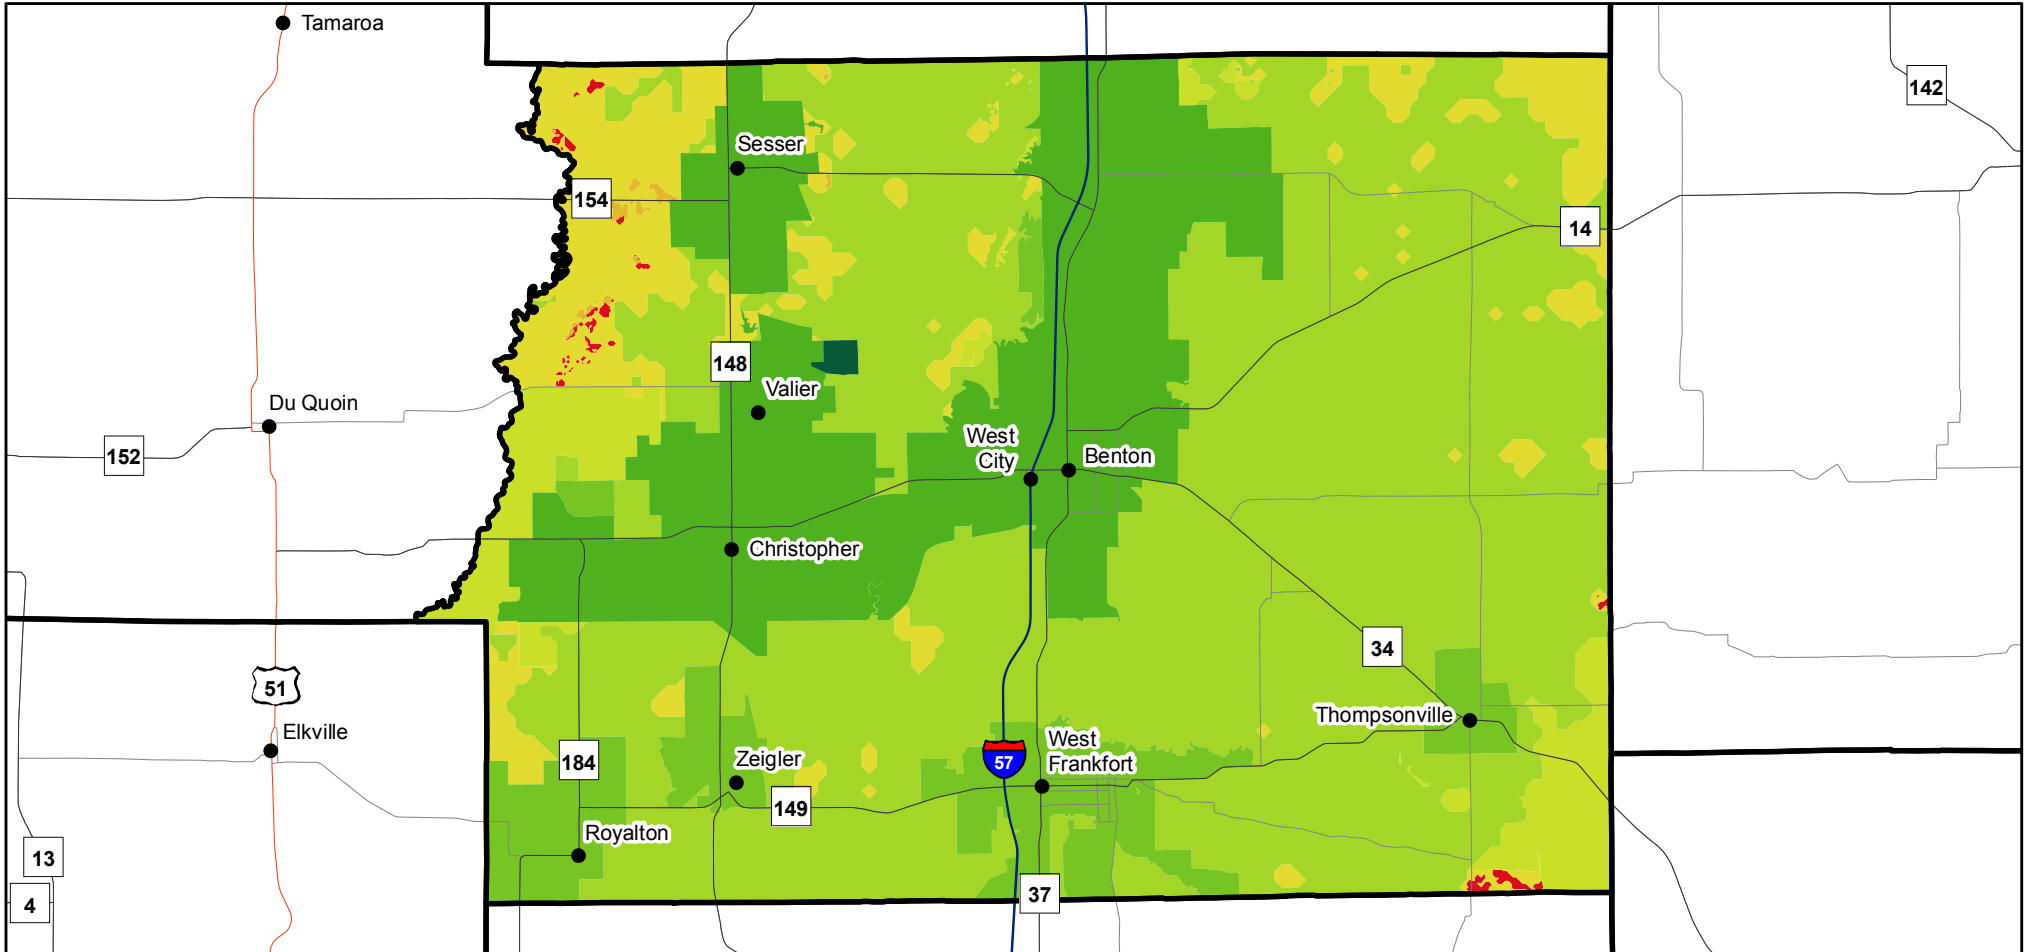 Tamaroa
142
Sesser
154
14
148
Valier
Du Quoin
West
City
Benton
152
Christopher
34
51
Thompsonville
Elkville
West
Frankfort
184
Zeigler
57
149
Royalton
13
37
4